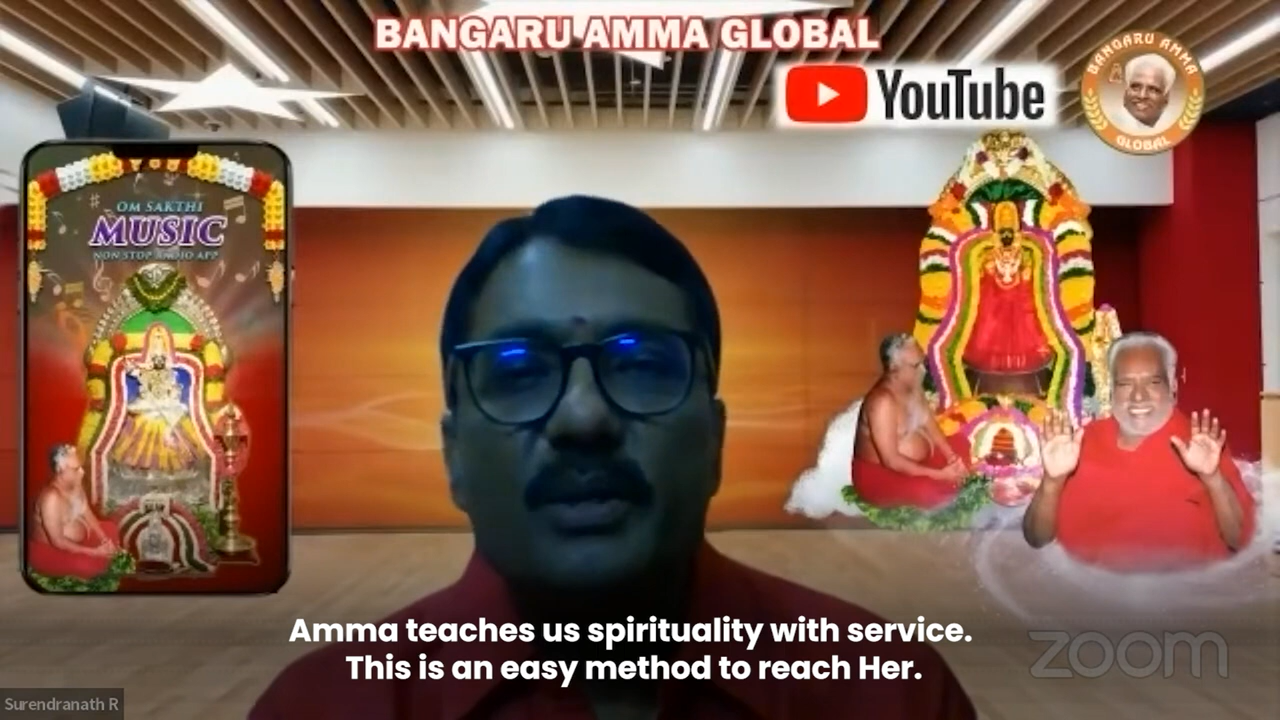 BANGARU AMMA GLOBAL
YouTube
BANGARU AMMA
GLOBAL
OM SAKTHI
MUSIC
NON STOP RADIO APP
Amma teaches us spirituality with service.
This is an easy method to reach Her.
zoom
Surendranath R